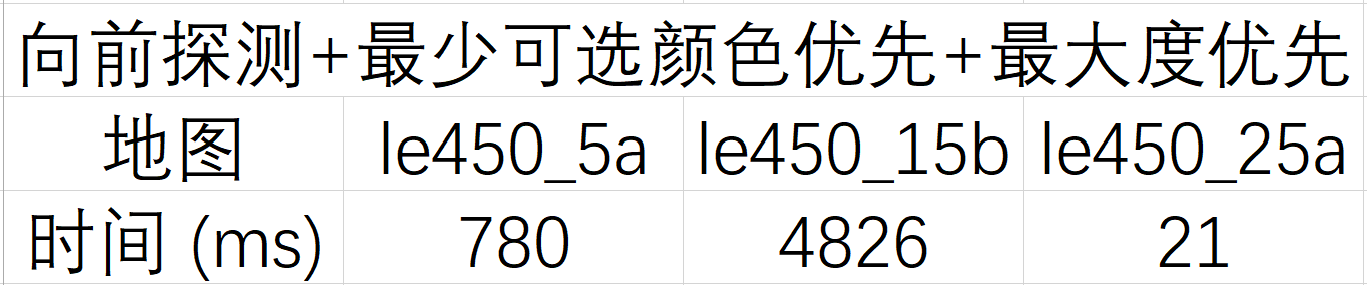 向前探测+最少可选颜色优先+最大度优先
地图 le450_5a le450_15b le450_25a
时间 (ms) 780 4826 21